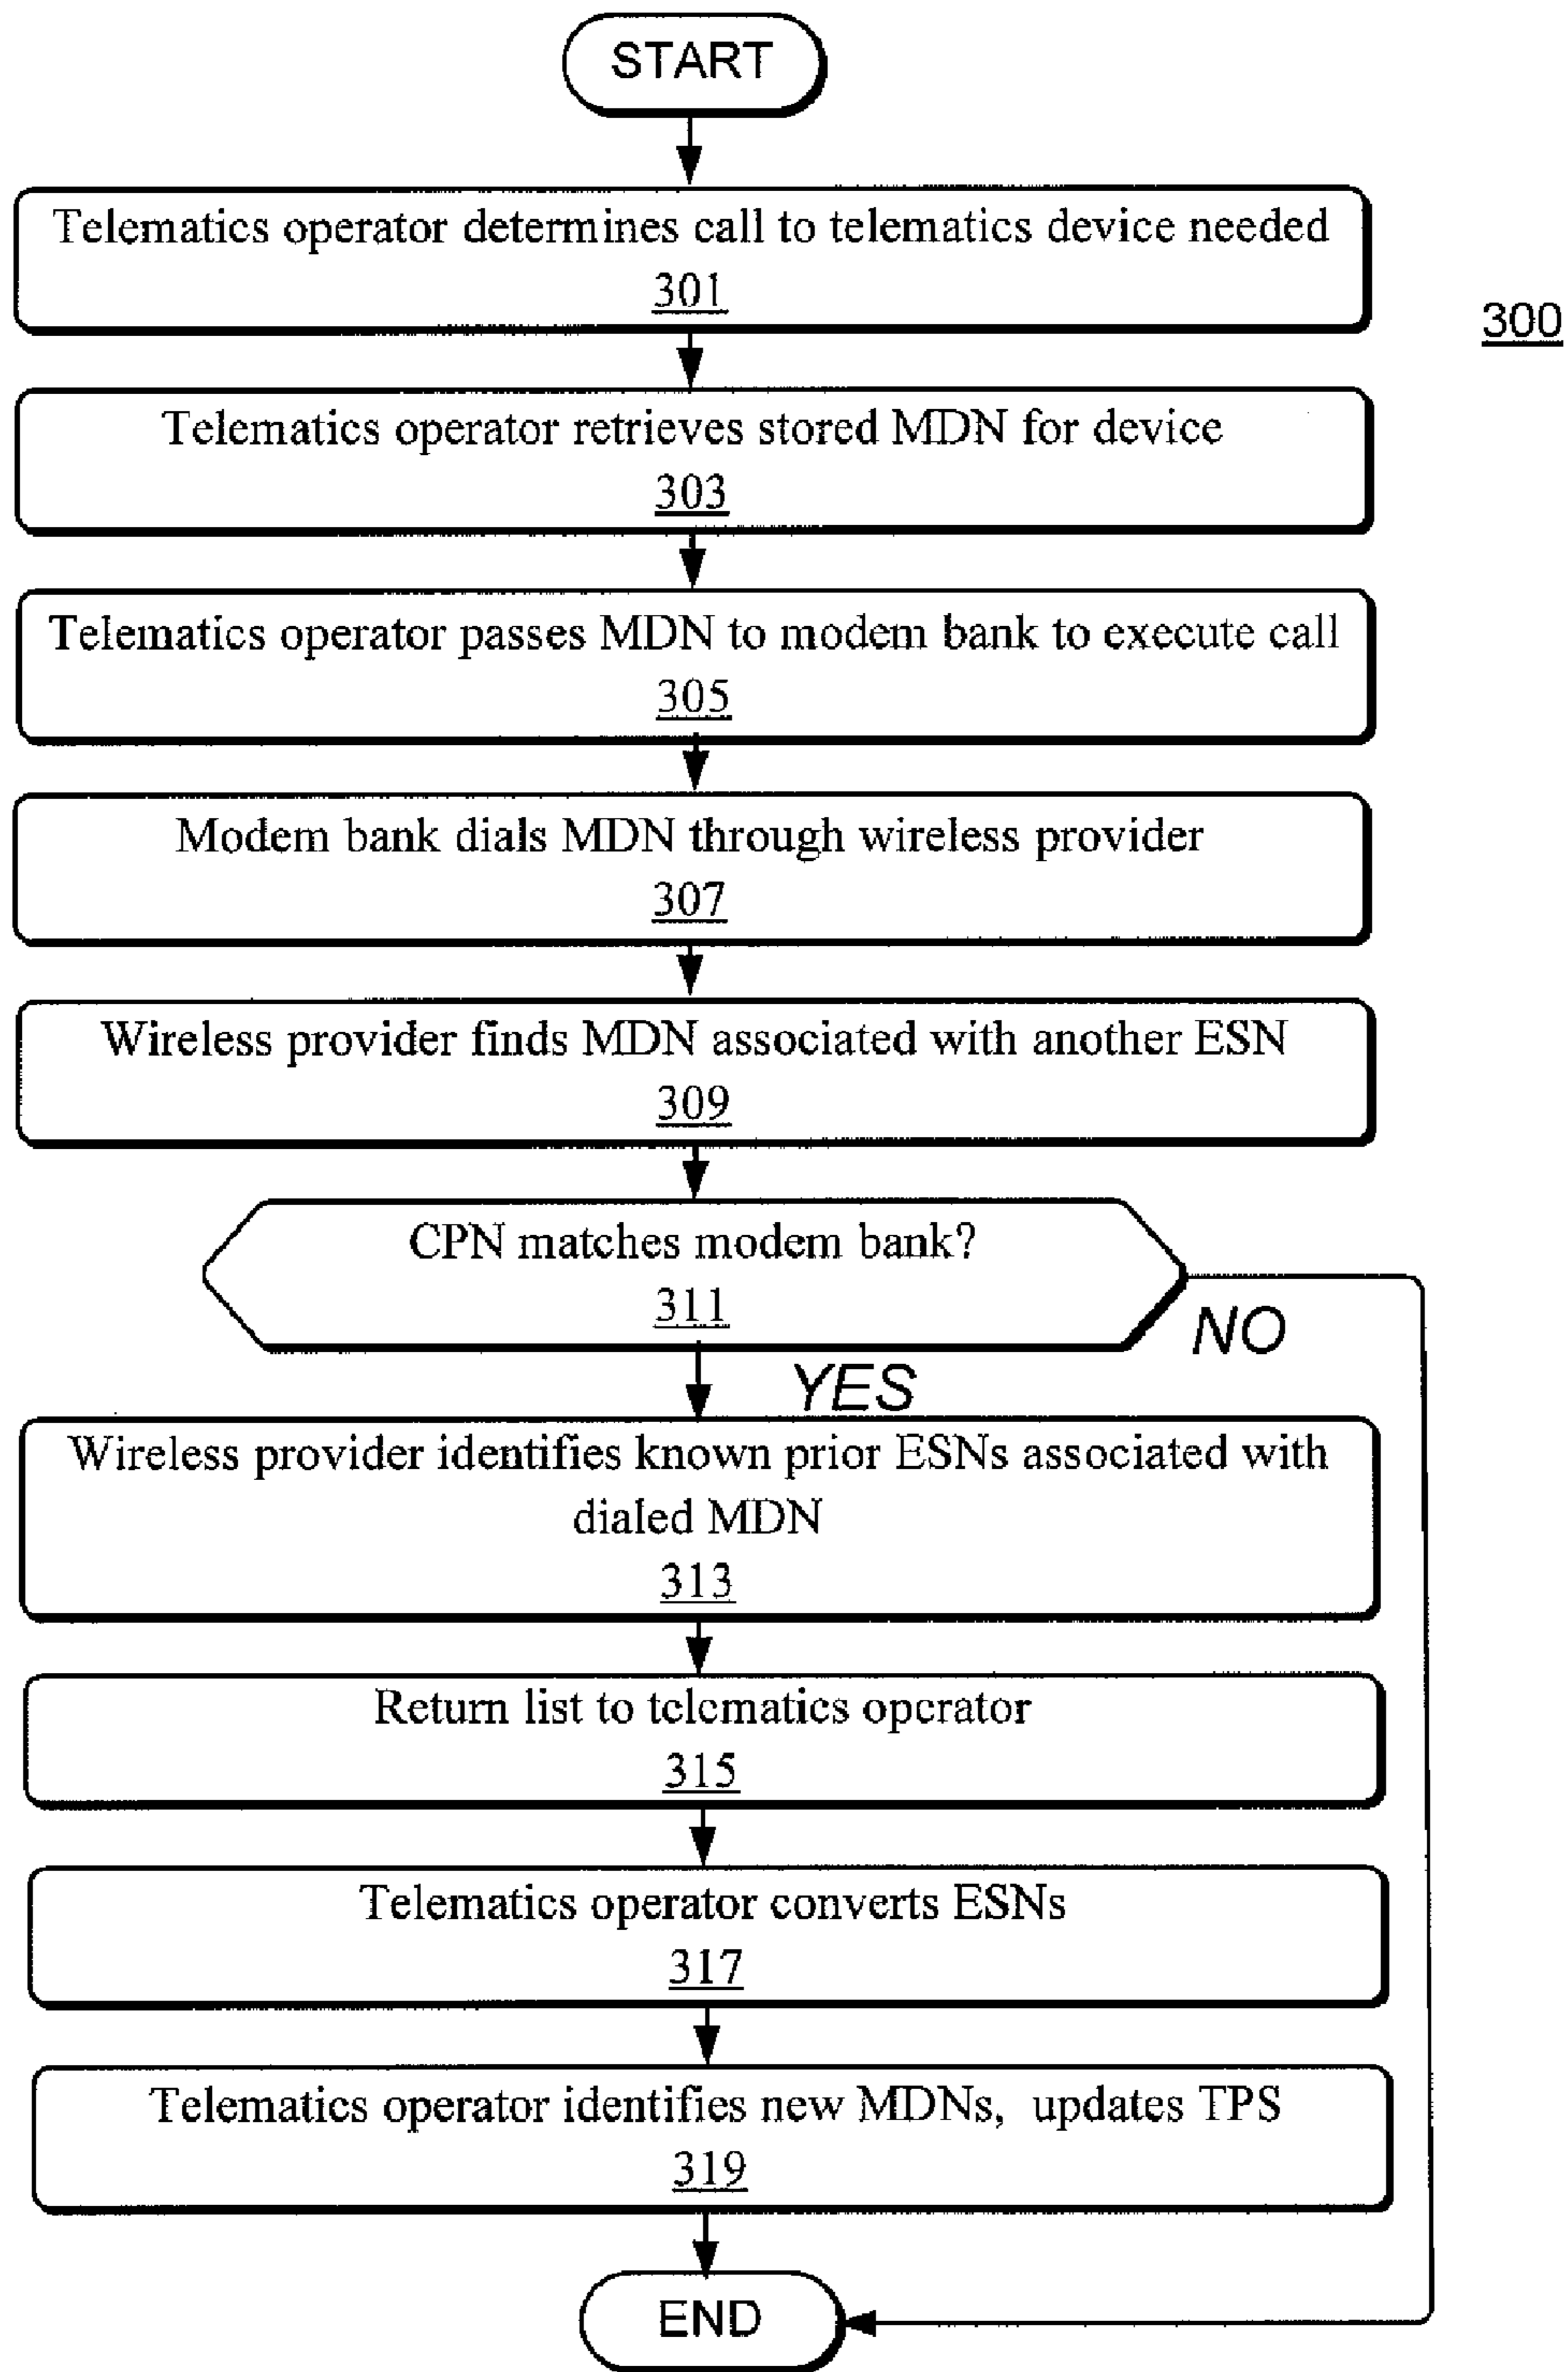 START
Telematics operator determines call to telematics device needed
301
300
Telematics operator retrieves stored MDN for device
303
Telematics operator passes MDN to modem bank to execute call
305
Modem bank dials MDN through wireless provider
307
Wireless provider finds MDN associated with another ESN
309
CPN matches modem bank?
311
NO
YES
Wireless provider identifies known prior ESNs associated with
dialed MDN
313
Return list to telematics operator
315
Telematics operator converts ESNs
317
Telematics operator identifies new MDNs, updates TPS
319
END